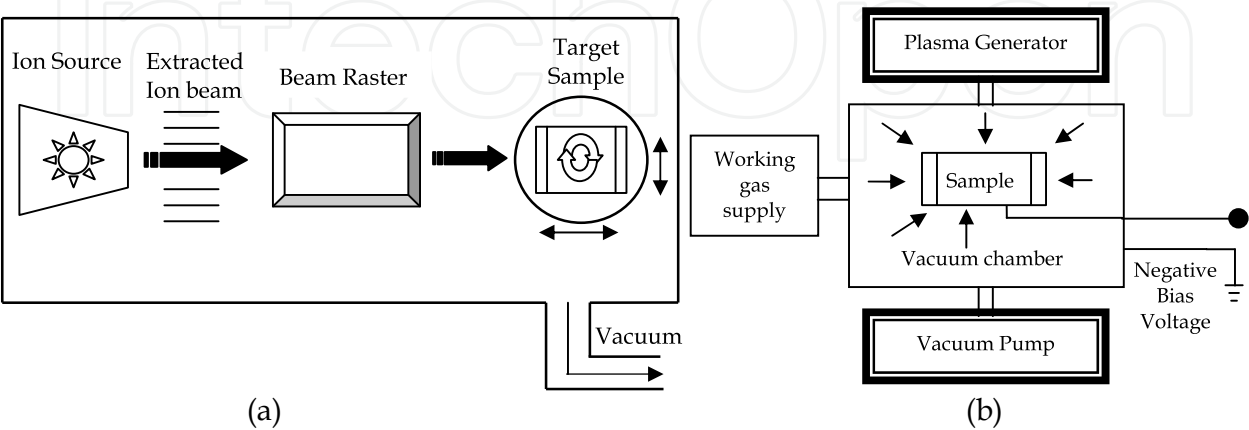 IntechOpen
Ion Source
Extracted
Ion beam
Beam Raster
Target
Sample
Vacuum
(a)
Plasma Generator
Working
gas
supply
Sample
Vacuum chamber
Negative
Bias
Voltage
Vacuum Pump
(b)